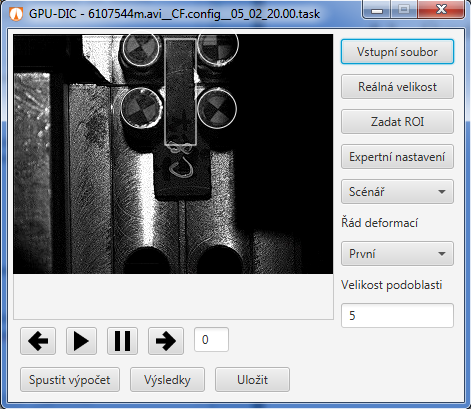 GPU-DIC - 6107544m.avi__CF.config__05_02_20.00.task
Vstupní soubor
Reálná velikost
Zadat ROI
Expertní nastavení
Scénář
Řád deformací
První
Velikost podoblasti
5
0
Spustit výpočet
Výsledky
Uložit